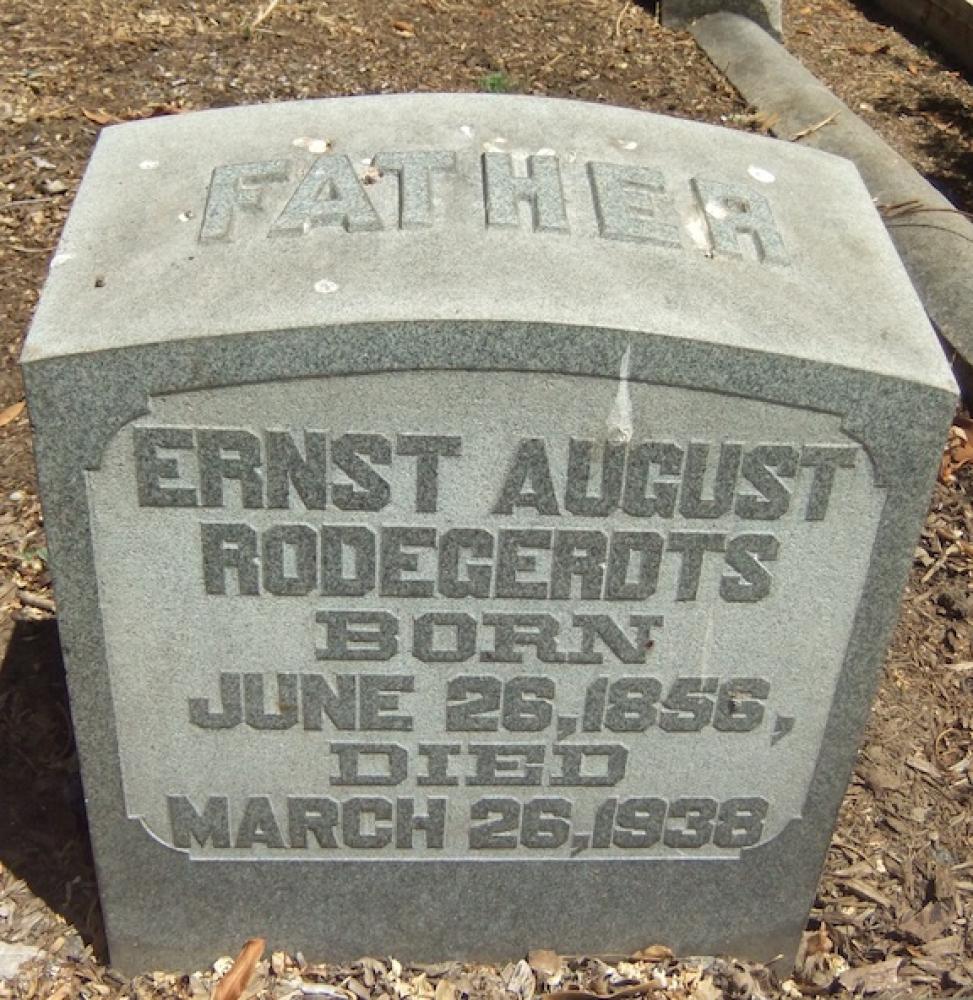 FATHER
ERNST AUGUST
RODEGERDTS
BORN
JUNE 26,1856,
DIED
MARCH 26,1938